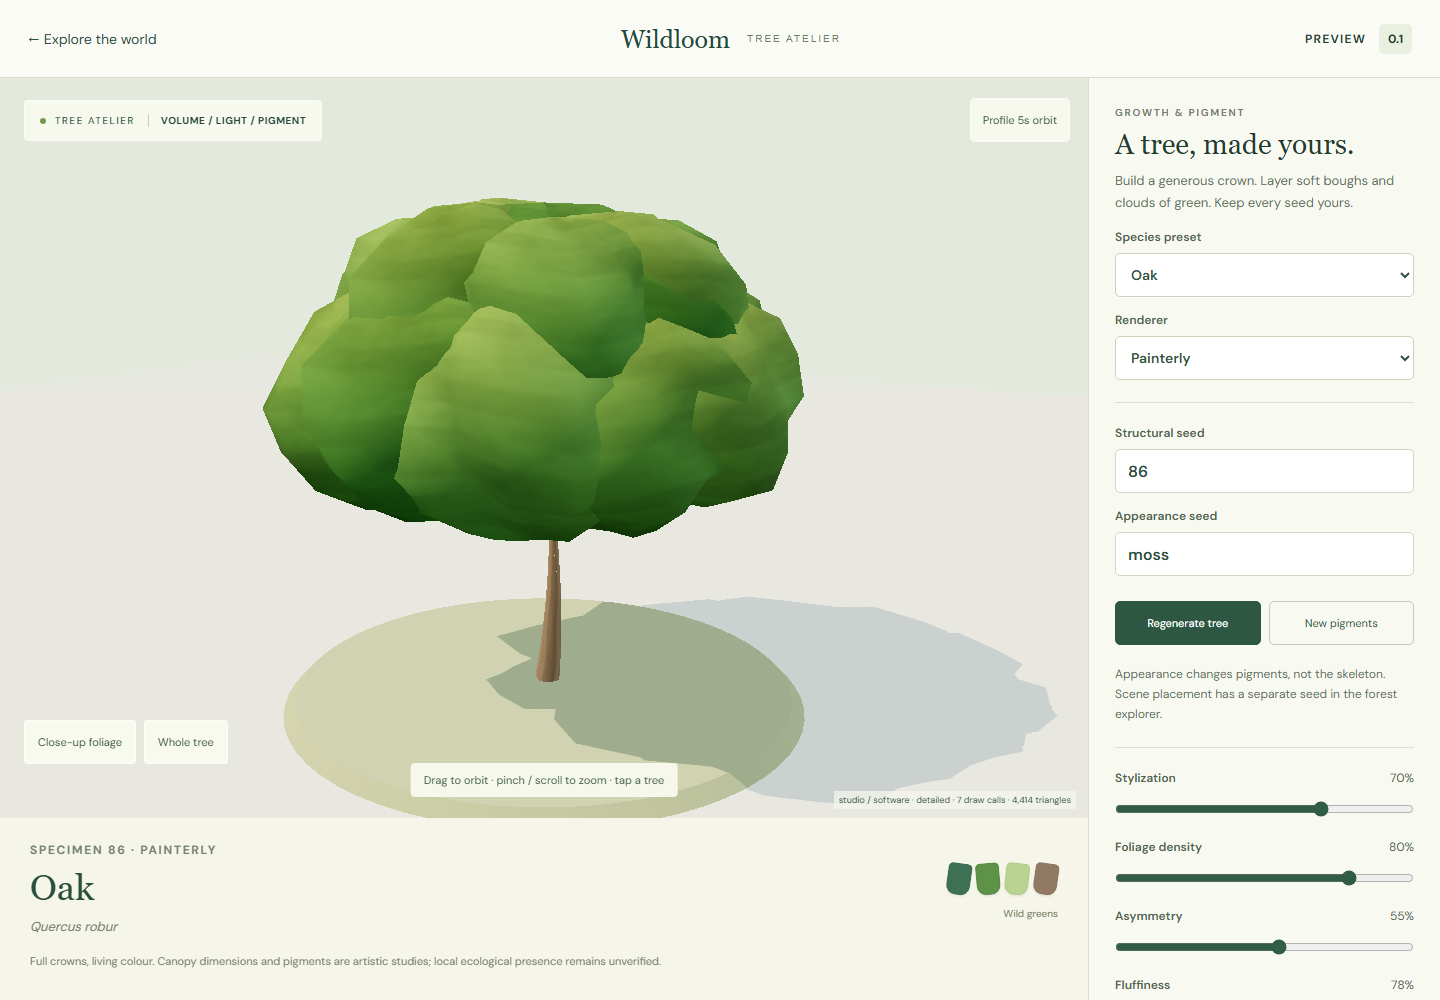 ← Explore the world
Wildloom TREE ATELIER
PREVIEW 0.1
TREE ATELIER VOLUME / LIGHT / PIGMENT
Profile 5s orbit
Close-up foliage
Whole tree
Drag to orbit · pinch / scroll to zoom · tap a tree
studio / software · detailed · 7 draw calls · 4,414 triangles
SPECIMEN 86 · PAINTERLY
Oak
Quercus robur
Full crowns, living colour. Canopy dimensions and pigments are artistic studies; local ecological presence remains unverified.
Wild greens
GROWTH & PIGMENT
A tree, made yours.
Build a generous crown. Layer soft boughs and
clouds of green. Keep every seed yours.
Species preset
Oak
Renderer
Painterly
Structural seed
86
Appearance seed
moss
Regenerate tree
New pigments
Appearance changes pigments, not the skeleton.
Scene placement has a separate seed in the forest
explorer.
Stylization 70%
Foliage density 80%
Asymmetry 55%
Fluffiness 78%